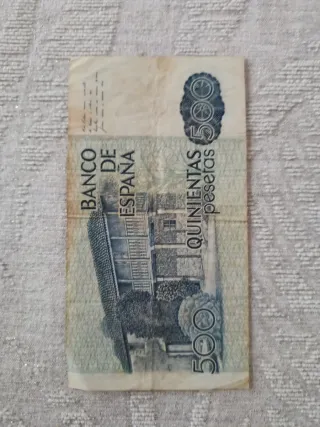 BANCO
DE
ESPAÑA
500
QUINIENTAS
pesetas
500